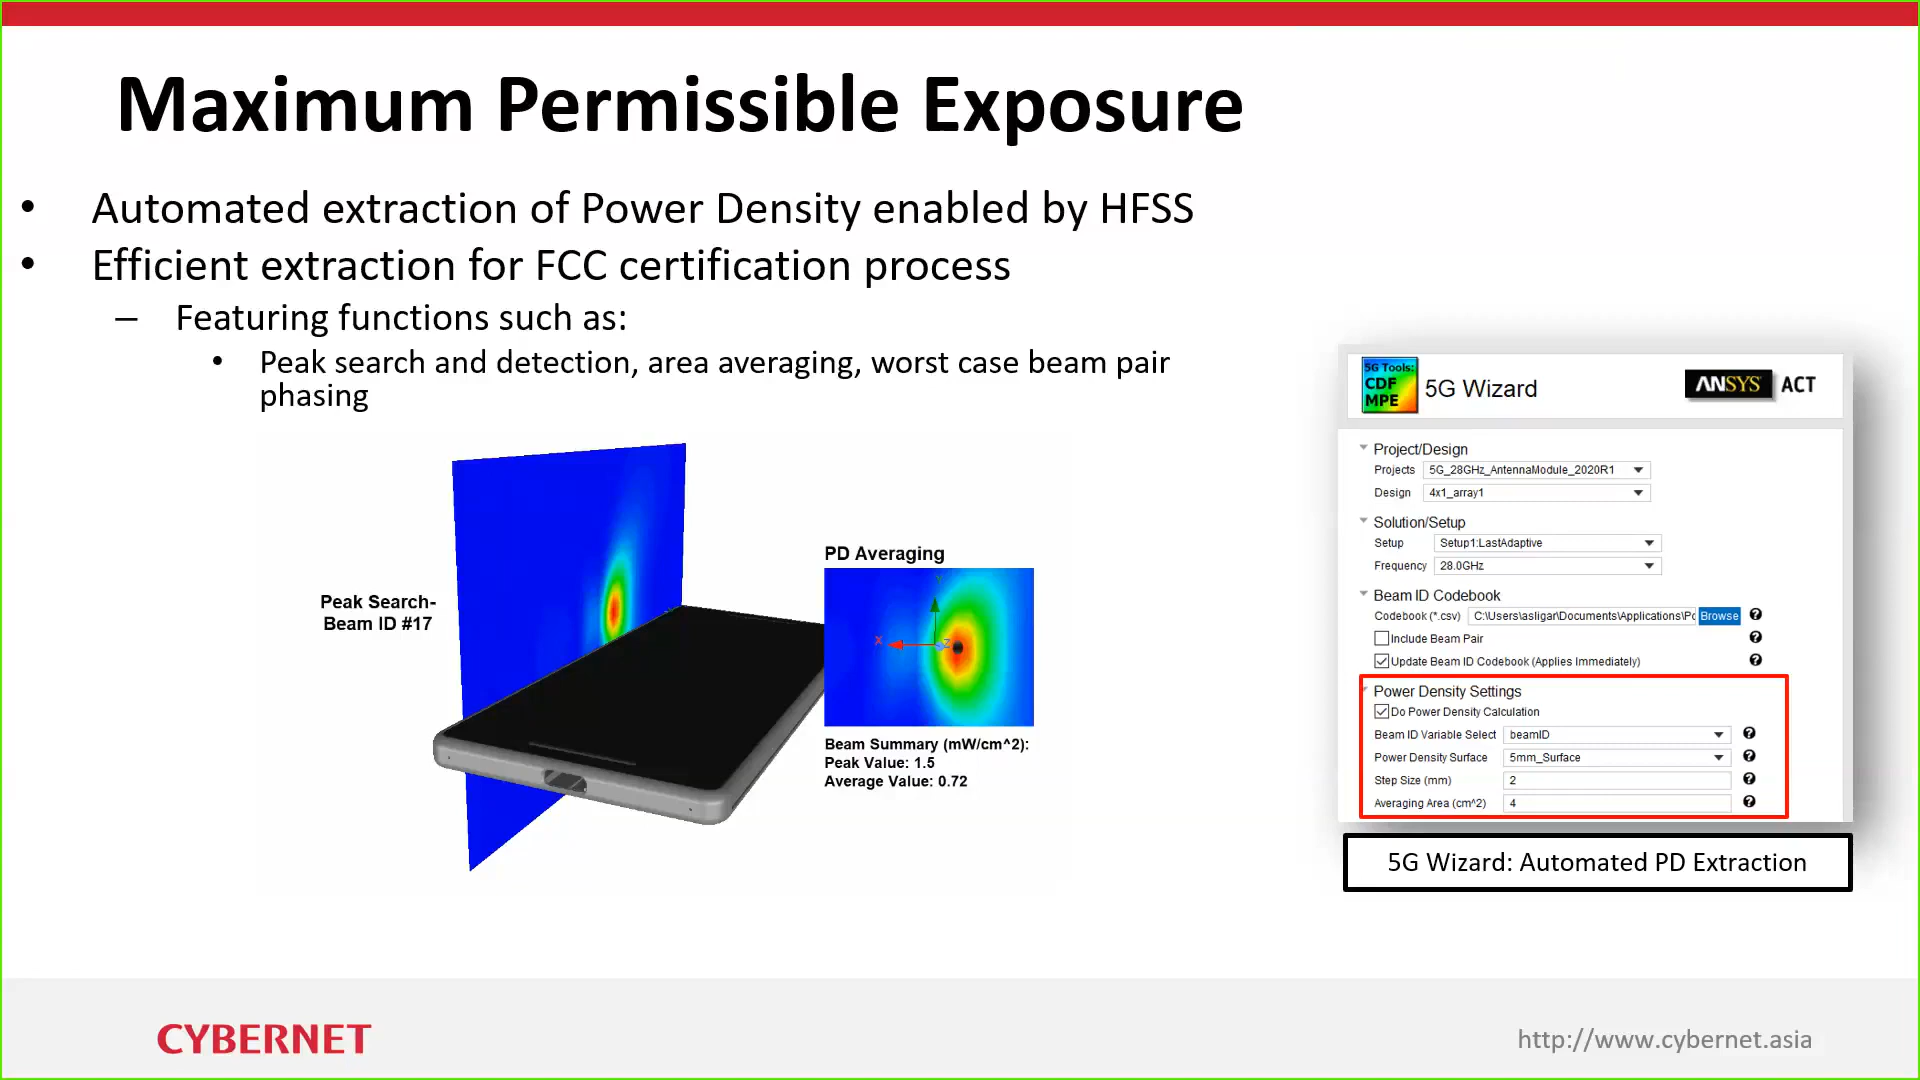 Maximum Permissible Exposure
• Automated extraction of Power Density enabled by HFSS
• Efficient extraction for FCC certification process
– Featuring functions such as:
• Peak search and detection, area averaging, worst case beam pair
phasing
Peak Search-
Beam ID #17
PD Averaging
X
Y
Z
Beam Summary (mW/cm^2):
Peak Value: 1.5
Average Value: 0.72
5G Tools:
CDF
MPE
5G Wizard
ANSYS ACT
Project/Design
Projects 5G_28GHz_AntennaModule_2020R1
Design 4x1_array1
Solution/Setup
Setup Setup1:LastAdaptive
Frequency 28.0GHz
Beam ID Codebook
Codebook (*.csv) C:\Users\asligar\Documents\Applications\Pc Browse
Include Beam Pair
Update Beam ID Codebook (Applies Immediately)
Power Density Settings
Do Power Density Calculation
Beam ID Variable Select beamID
Power Density Surface 5mm_Surface
Step Size (mm) 2
Averaging Area (cm^2) 4
5G Wizard: Automated PD Extraction
CYBERNET
http://www.cybernet.asia